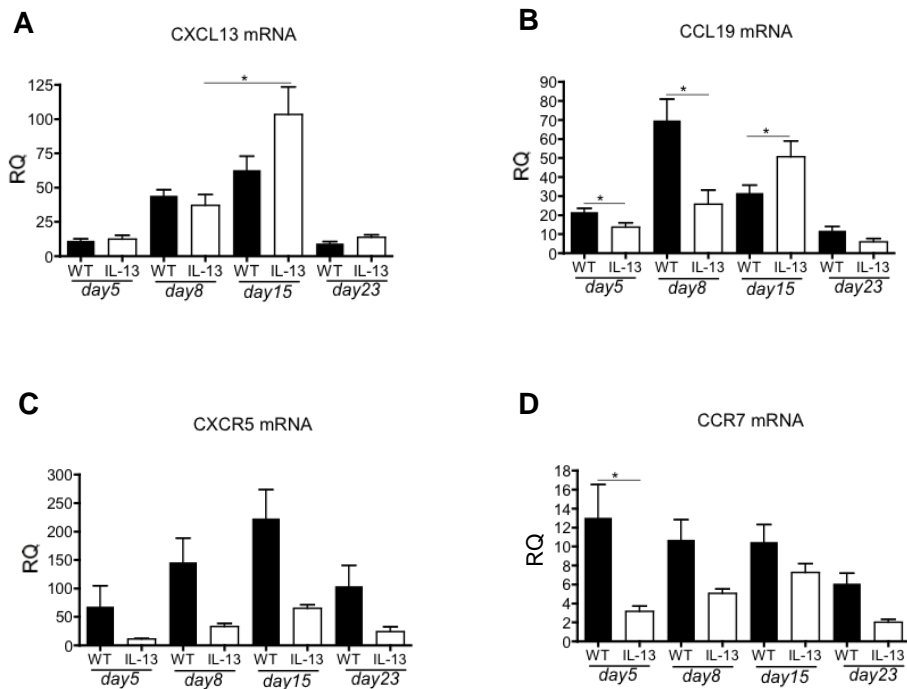 A
CXCL13 mRNA
RQ
125
100
75
50
25
0
*
WT IL-13 WT IL-13 WT IL-13 WT IL-13
day5 day8 day15 day23
B
CCL19 mRNA
RQ
90
80
70
60
50
40
30
20
10
0
* * *
WT IL-13 WT IL-13 WT IL-13 WT IL-13
day5 day8 day15 day23
C
CXCR5 mRNA
RQ
300
250
200
150
100
50
0
WT IL-13 WT IL-13 WT IL-13 WT IL-13
day5 day8 day15 day23
D
CCR7 mRNA
RQ
18
16
14
12
10
8
6
4
2
0
*
WT IL-13 WT IL-13 WT IL-13 WT IL-13
day5 day8 day15 day23